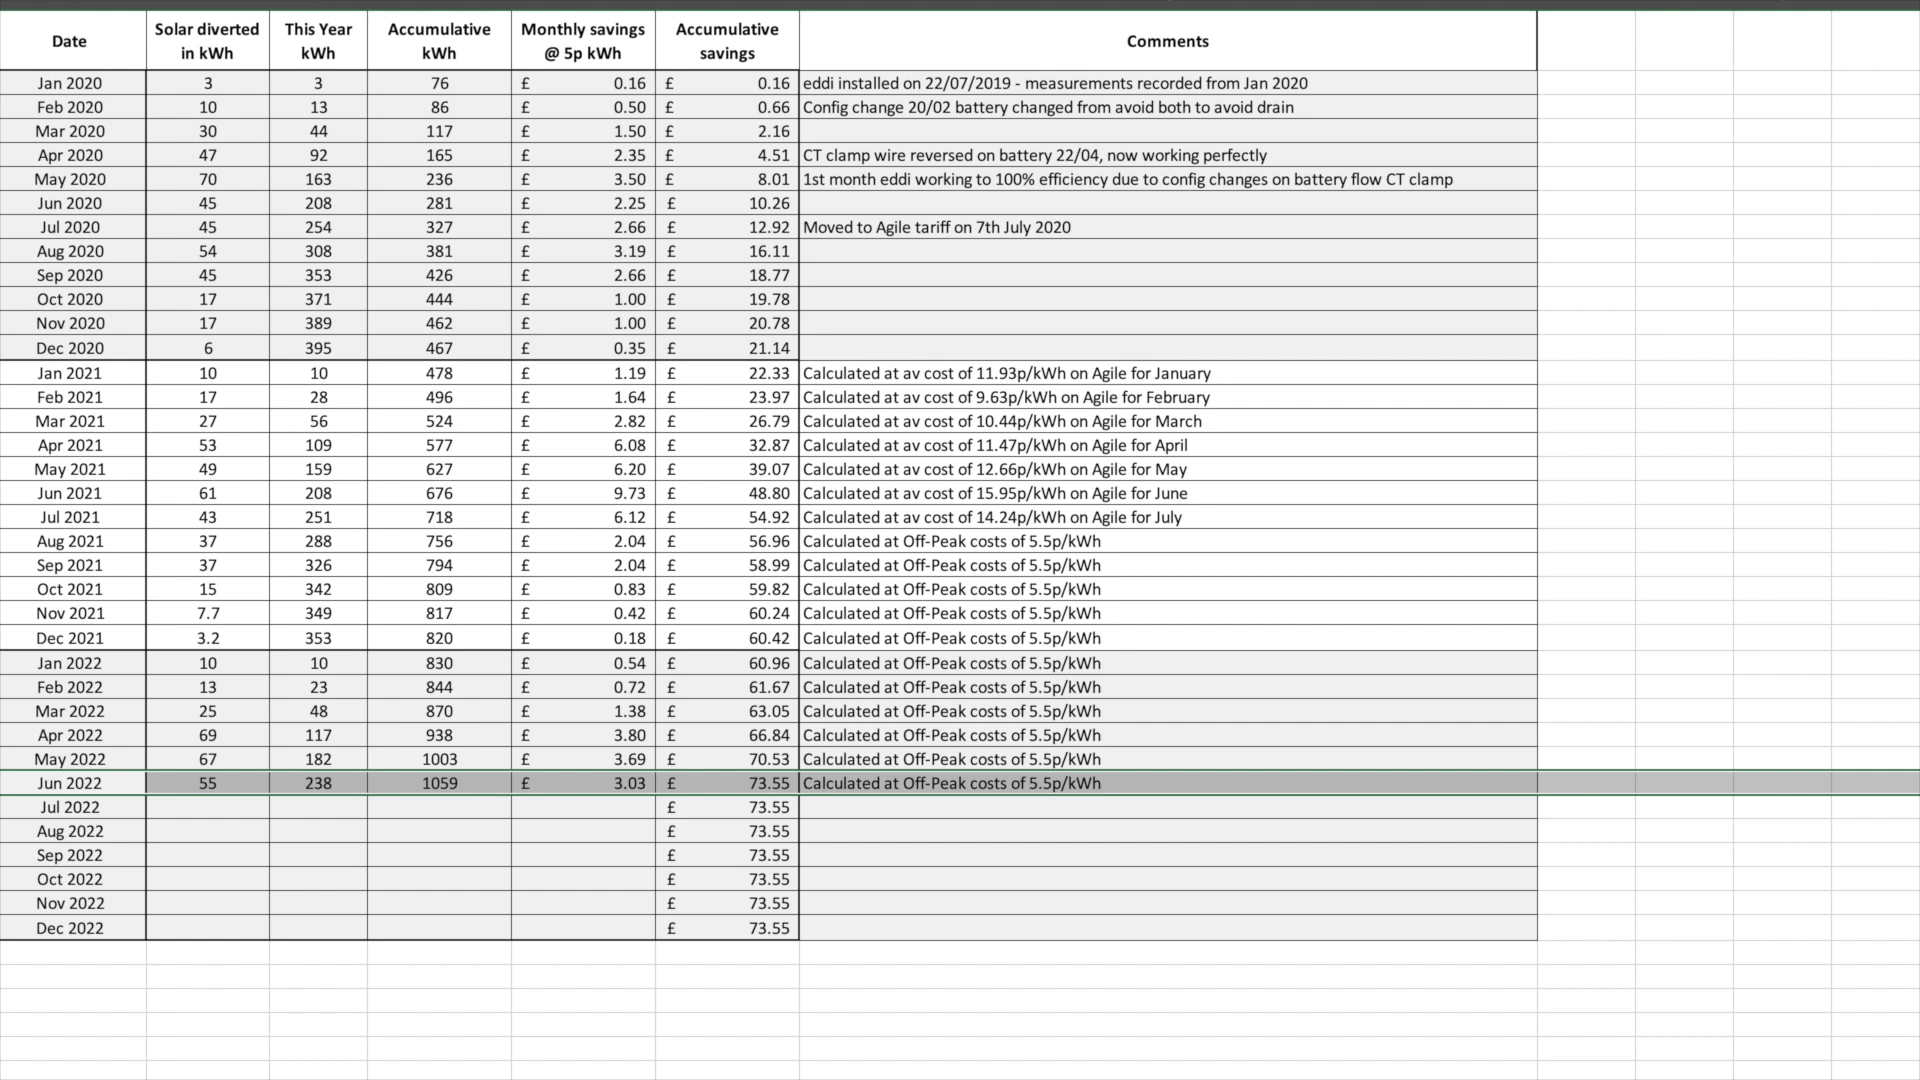 Date | Solar diverted in kWh | This Year kWh | Accumulative kWh | Monthly savings @ 5p kWh | Accumulative savings | Comments
Jan 2020 | 3 | 3 | 76 | £ 0.16 | £ 0.16 | eddi installed on 22/07/2019 - measurements recorded from Jan 2020
Feb 2020 | 10 | 13 | 86 | £ 0.50 | £ 0.66 | Config change 20/02 battery changed from avoid both to avoid drain
Mar 2020 | 30 | 44 | 117 | £ 1.50 | £ 2.16
Apr 2020 | 47 | 92 | 165 | £ 2.35 | £ 4.51 | CT clamp wire reversed on battery 22/04, now working perfectly
May 2020 | 70 | 163 | 236 | £ 3.50 | £ 8.01 | 1st month eddi working to 100% efficiency due to config changes on battery flow CT clamp
Jun 2020 | 45 | 208 | 281 | £ 2.25 | £ 10.26
Jul 2020 | 45 | 254 | 327 | £ 2.66 | £ 12.92 | Moved to Agile tariff on 7th July 2020
Aug 2020 | 54 | 308 | 381 | £ 3.19 | £ 16.11
Sep 2020 | 45 | 353 | 426 | £ 2.66 | £ 18.77
Oct 2020 | 17 | 371 | 444 | £ 1.00 | £ 19.78
Nov 2020 | 17 | 389 | 462 | £ 1.00 | £ 20.78
Dec 2020 | 6 | 395 | 467 | £ 0.35 | £ 21.14
Jan 2021 | 10 | 10 | 478 | £ 1.19 | £ 22.33 | Calculated at av cost of 11.93p/kWh on Agile for January
Feb 2021 | 17 | 28 | 496 | £ 1.64 | £ 23.97 | Calculated at av cost of 9.63p/kWh on Agile for February
Mar 2021 | 27 | 56 | 524 | £ 2.82 | £ 26.79 | Calculated at av cost of 10.44p/kWh on Agile for March
Apr 2021 | 53 | 109 | 577 | £ 6.08 | £ 32.87 | Calculated at av cost of 11.47p/kWh on Agile for April
May 2021 | 49 | 159 | 627 | £ 6.20 | £ 39.07 | Calculated at av cost of 12.66p/kWh on Agile for May
Jun 2021 | 61 | 208 | 676 | £ 9.73 | £ 48.80 | Calculated at av cost of 15.95p/kWh on Agile for June
Jul 2021 | 43 | 251 | 718 | £ 6.12 | £ 54.92 | Calculated at av cost of 14.24p/kWh on Agile for July
Aug 2021 | 37 | 288 | 756 | £ 2.04 | £ 56.96 | Calculated at Off-Peak costs of 5.5p/kWh
Sep 2021 | 37 | 326 | 794 | £ 2.04 | £ 58.99 | Calculated at Off-Peak costs of 5.5p/kWh
Oct 2021 | 15 | 342 | 809 | £ 0.83 | £ 59.82 | Calculated at Off-Peak costs of 5.5p/kWh
Nov 2021 | 7.7 | 349 | 817 | £ 0.42 | £ 60.24 | Calculated at Off-Peak costs of 5.5p/kWh
Dec 2021 | 3.2 | 353 | 820 | £ 0.18 | £ 60.42 | Calculated at Off-Peak costs of 5.5p/kWh
Jan 2022 | 10 | 10 | 830 | £ 0.54 | £ 60.96 | Calculated at Off-Peak costs of 5.5p/kWh
Feb 2022 | 13 | 23 | 844 | £ 0.72 | £ 61.67 | Calculated at Off-Peak costs of 5.5p/kWh
Mar 2022 | 25 | 48 | 870 | £ 1.38 | £ 63.05 | Calculated at Off-Peak costs of 5.5p/kWh
Apr 2022 | 69 | 117 | 938 | £ 3.80 | £ 66.84 | Calculated at Off-Peak costs of 5.5p/kWh
May 2022 | 67 | 182 | 1003 | £ 3.69 | £ 70.53 | Calculated at Off-Peak costs of 5.5p/kWh
Jun 2022 | 55 | 238 | 1059 | £ 3.03 | £ 73.55 | Calculated at Off-Peak costs of 5.5p/kWh
Jul 2022 | £ 73.55
Aug 2022 | £ 73.55
Sep 2022 | £ 73.55
Oct 2022 | £ 73.55
Nov 2022 | £ 73.55
Dec 2022 | £ 73.55